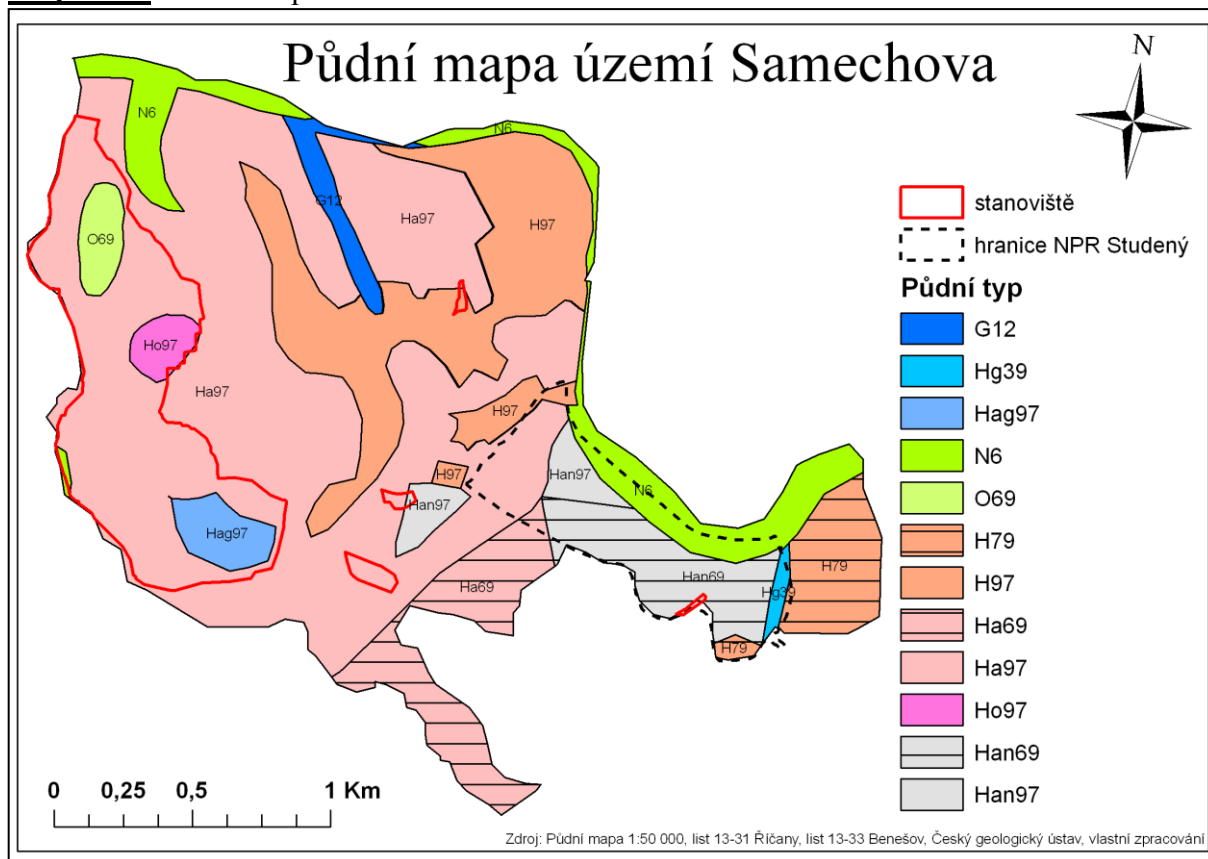 Půdní mapa území Samechova
N
N6
N6
G12
Ha97
H97
O69
Ho97
Ha97
H97
H97
Han97
Han97
N6
Hag97
Ha69
Han69
Hg39
H79
H79
stanoviště
hranice NPR Studený
Půdní typ
G12
Hg39
Hag97
N6
O69
H79
H97
Ha69
Ha97
Ho97
Han69
Han97
0 0,25 0,5 1 Km
Zdroj: Půdní mapa 1:50 000, list 13-31 Říčany, list 13-33 Benešov, Český geologický ústav, vlastní zpracování